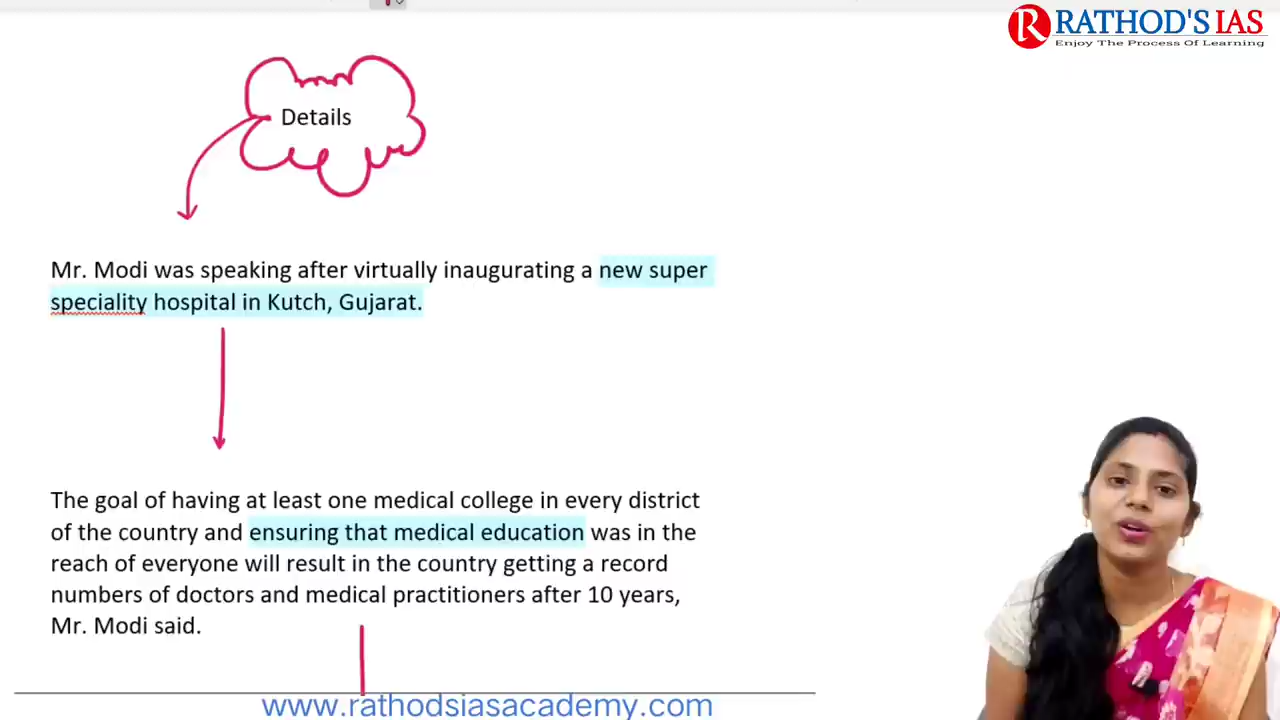 RATHOD'S IAS
Enjoy The Process Of Learning
Details
Mr. Modi was speaking after virtually inaugurating a new super
speciality hospital in Kutch, Gujarat.
The goal of having at least one medical college in every district
of the country and ensuring that medical education was in the
reach of everyone will result in the country getting a record
numbers of doctors and medical practitioners after 10 years,
Mr. Modi said.
www.rathodsiasacademy.com